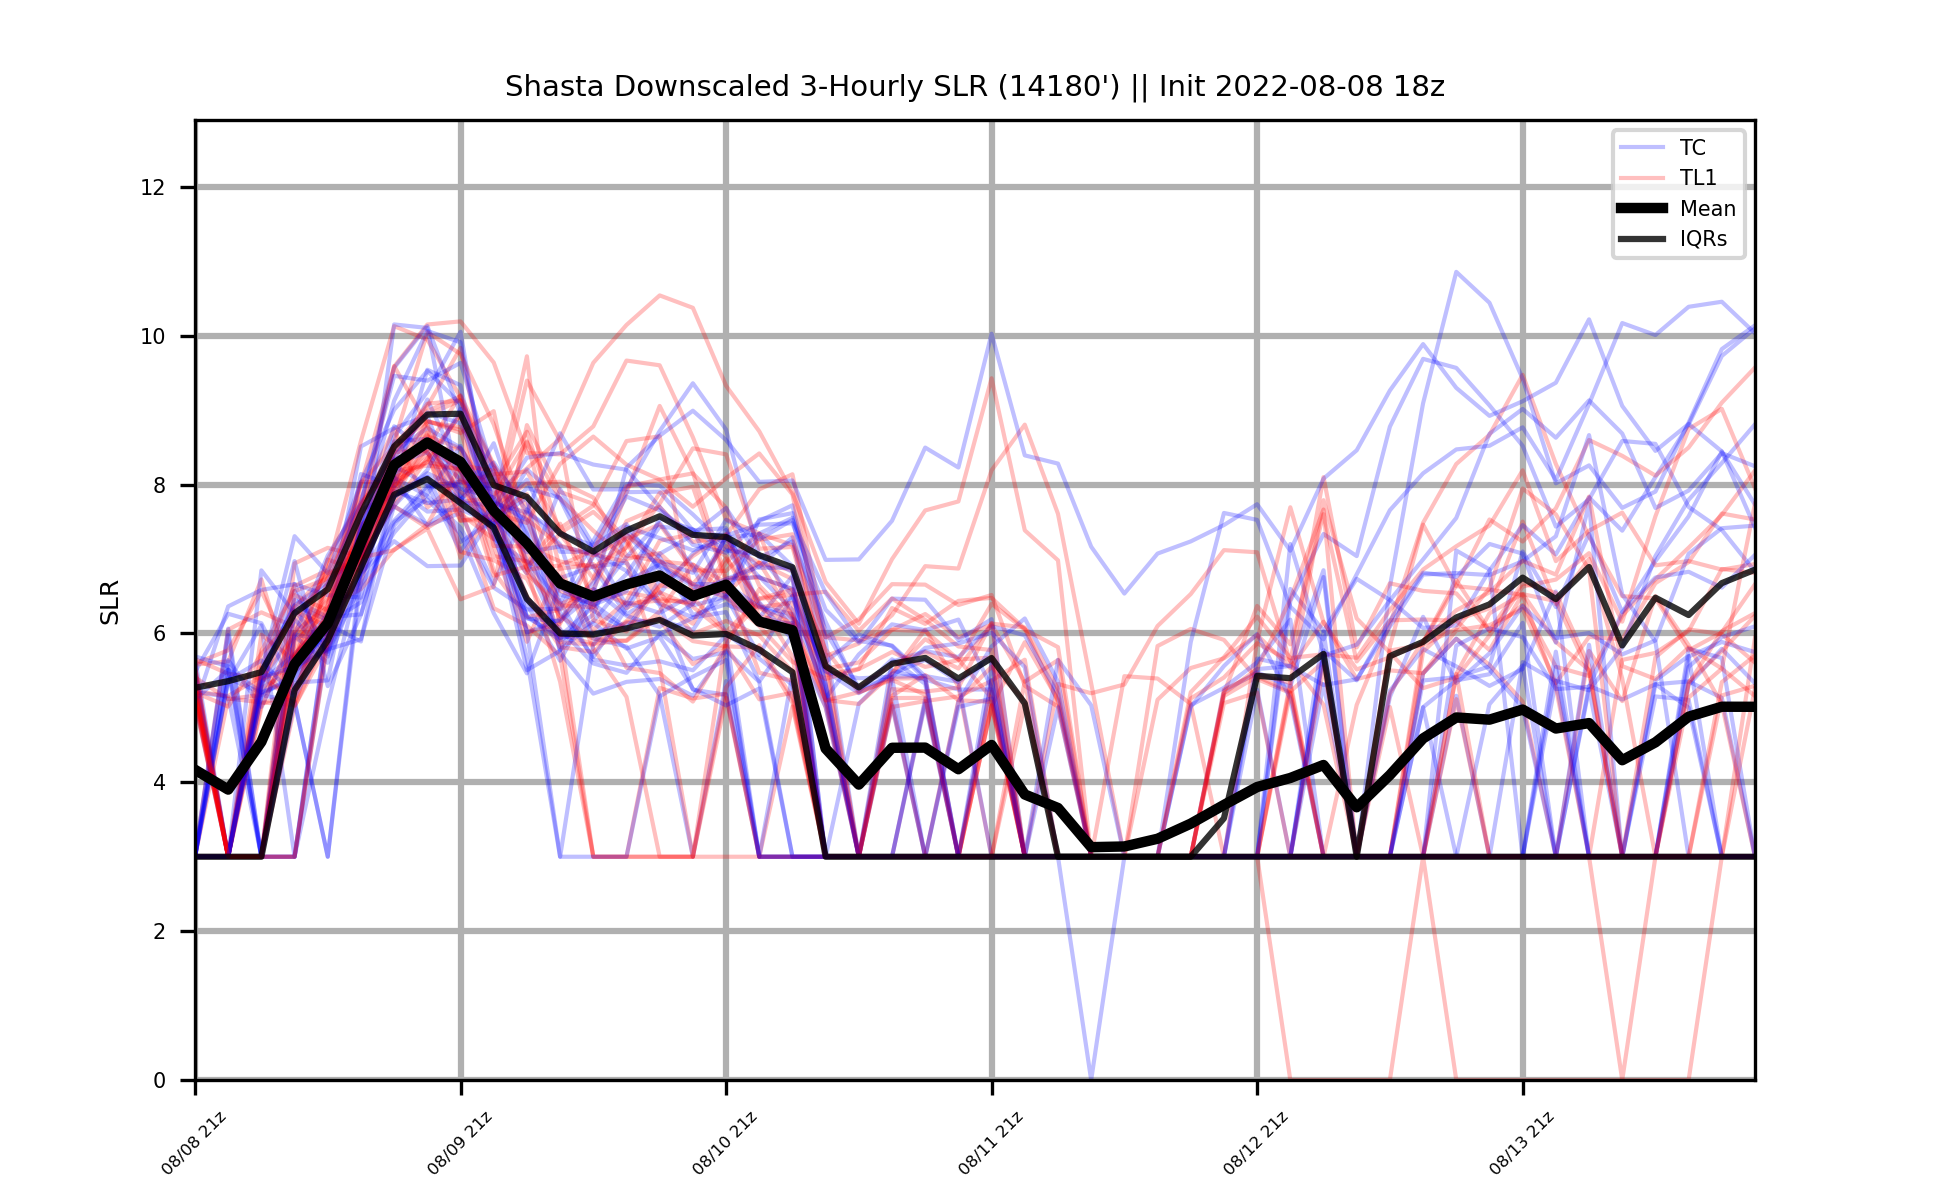 Shasta Downscaled 3-Hourly SLR (14180') || Init 2022-08-08 18z
TC
TL1
Mean
IQRs
SLR
12
10
8
6
4
2
0
08/08 21z
08/09 21z
08/10 21z
08/11 21z
08/12 21z
08/13 21z